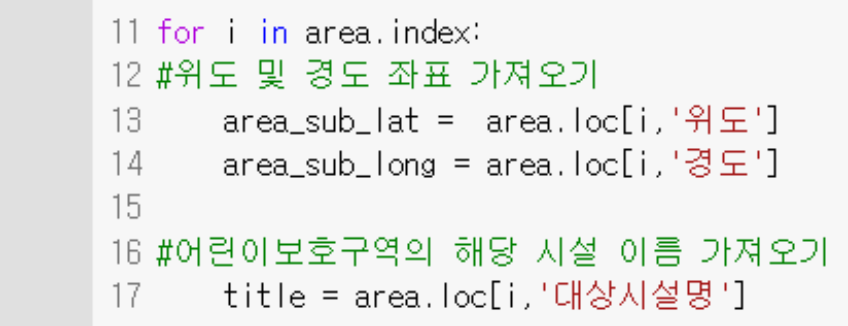 11 for i in area.index:
12 #위도 및 경도 좌표 가져오기
13     area_sub_lat =  area.loc[i,'위도']
14     area_sub_long = area.loc[i,'경도']
15
16 #어린이보호구역의 해당 시설 이름 가져오기
17     title = area.loc[i,'대상시설명']